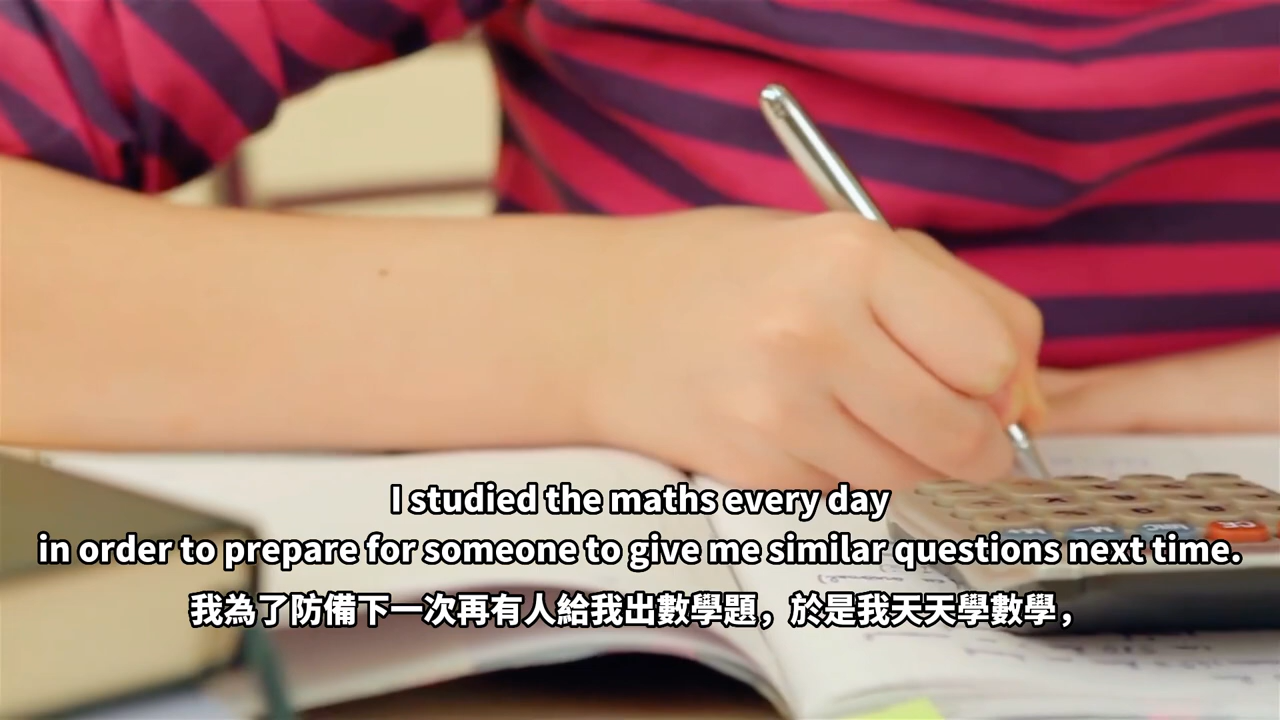 I studied the maths every day
in order to prepare for someone to give me similar questions next time.
我為了防備下一次再有人給我出數學題，於是我天天學數學，
CE